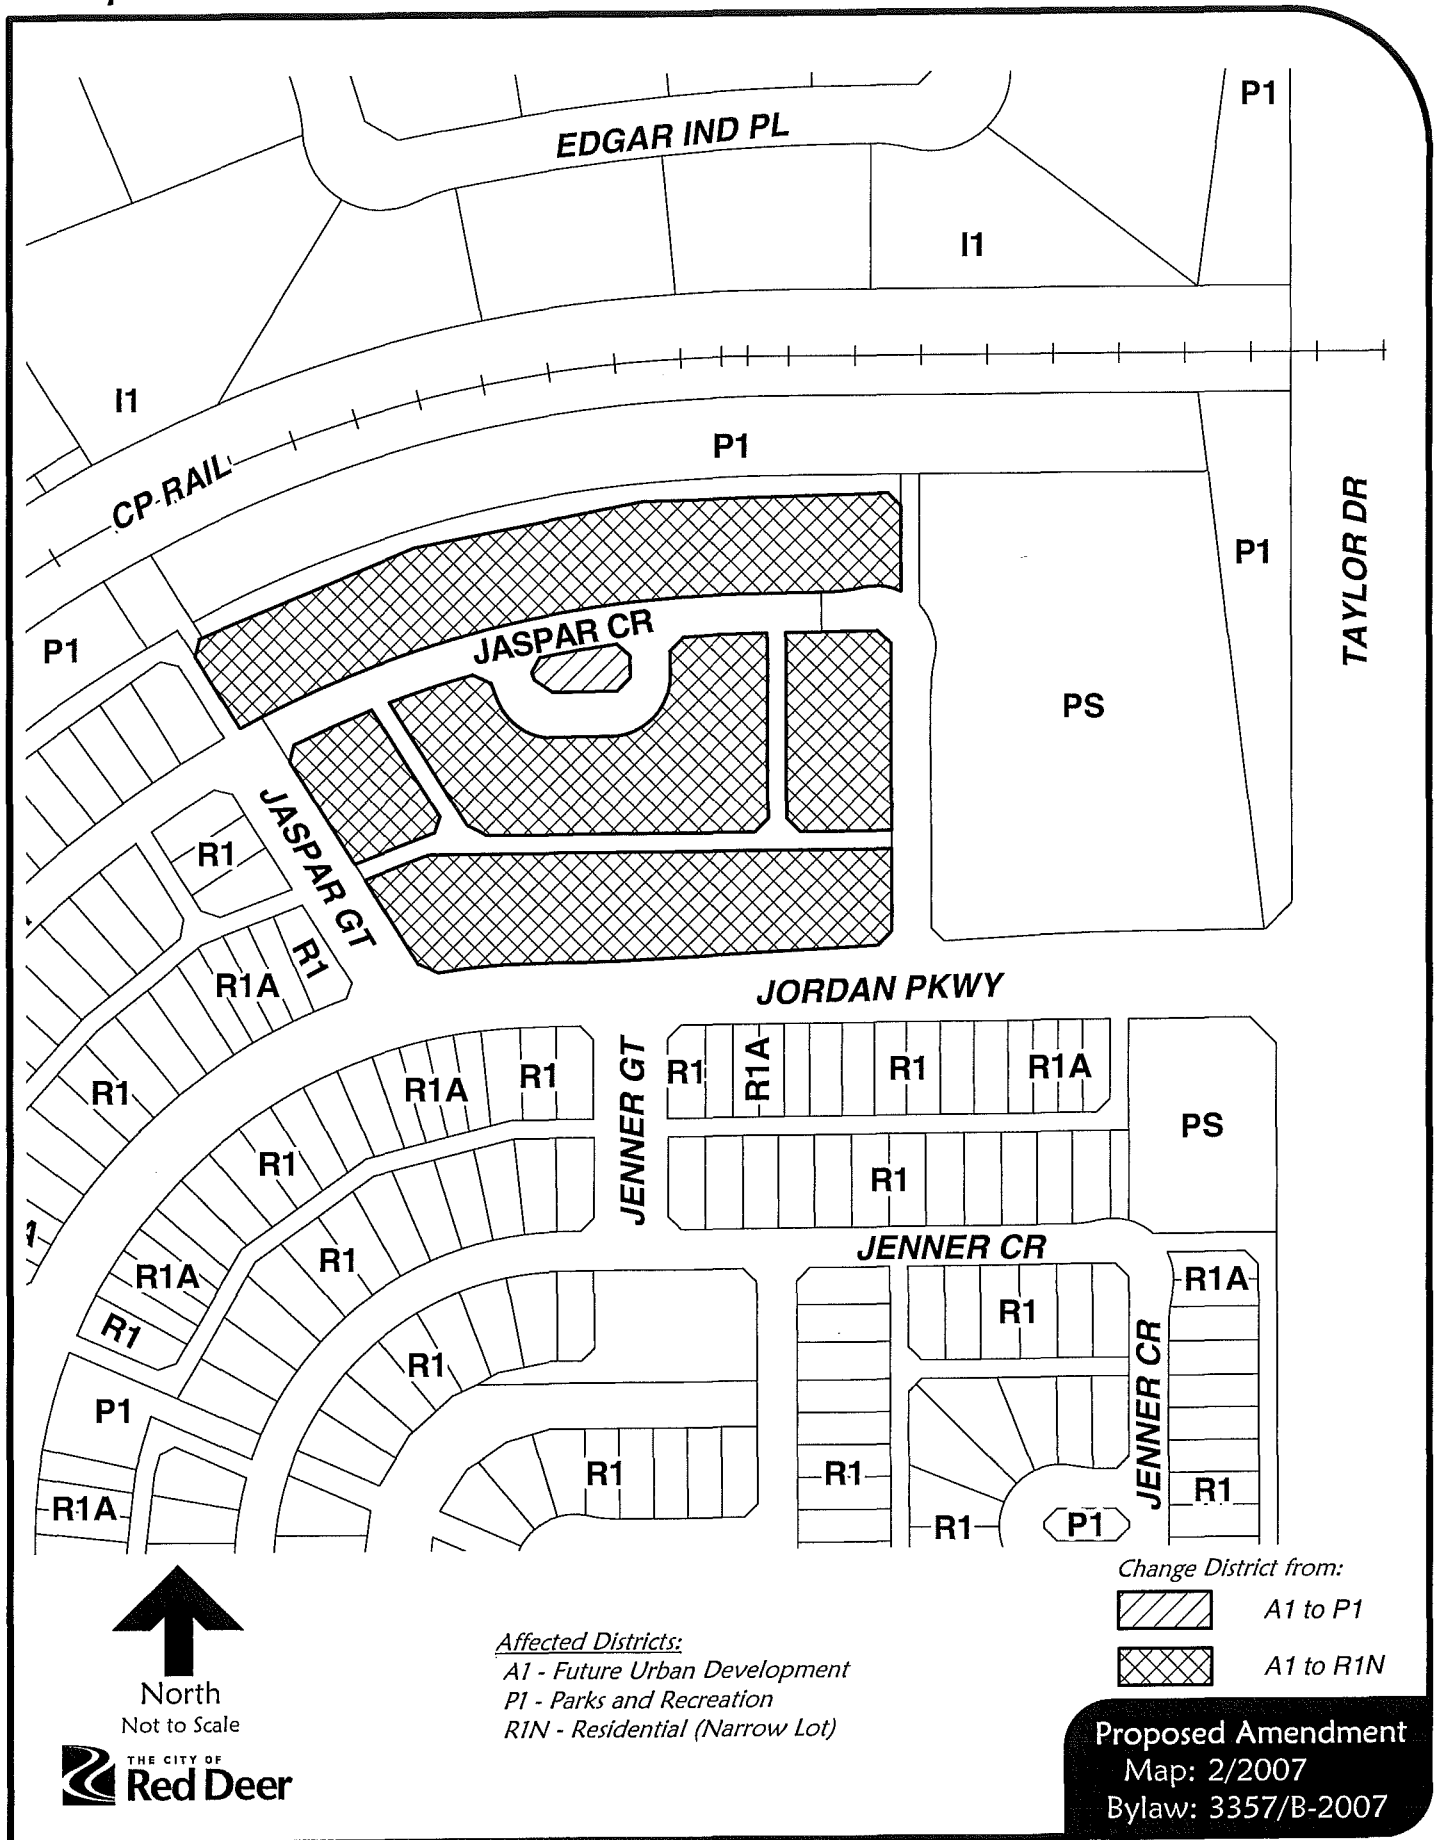 P1
EDGAR IND PL
I1
I1
CP RAIL
P1
P1
TAYLOR DR
P1
JASPAR CR
PS
JASPAR GT
R1
R1A
R1
JORDAN PKWY
R1
R1A
R1
JENNER GT
R1
R1A
R1
R1A
PS
R1
R1
R1
JENNER CR
R1A
R1A
R1
R1
R1
JENNER CR
P1
R1
R1
R1
R1A
R1
P1
Change District from:
A1 to P1
A1 to R1N
Affected Districts:
A1 - Future Urban Development
P1 - Parks and Recreation
R1N - Residential (Narrow Lot)
North
Not to Scale
THE CITY OF
Red Deer
Proposed Amendment
Map: 2/2007
Bylaw: 3357/B-2007